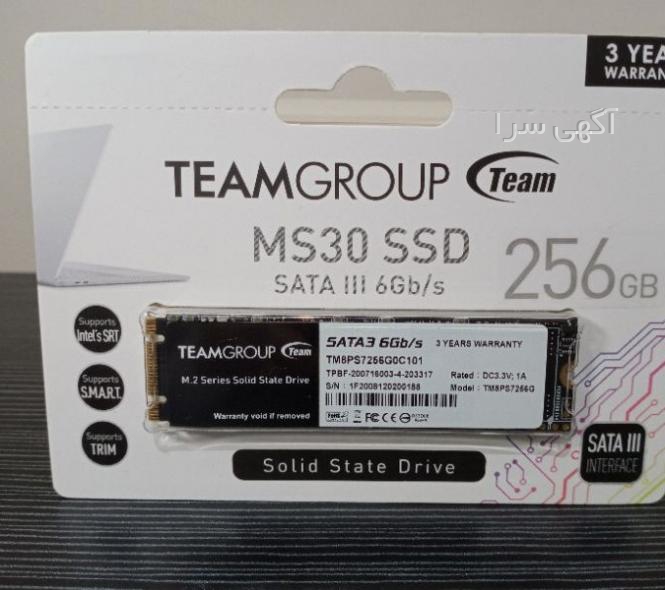 3 YEA
WARRAN
آگهی سرا
TEAMGROUP Team
MS30 SSD
SATA III 6Gb/s
256GB
Supports
Intel's SRT
Supports
S.M.A.R.T.
Supports
TRIM
TEAMGROUP Team
M.2 Series Solid State Drive
Warranty void if removed
SATA3 6Gb/s
3 YEARS WARRANTY
TM8PS7256G0C101
TPBF-200716003-4-203317
Rated : DC3.3V; 1A
S/N : 1F2008120200188
Model : TM8PS7256G
Solid State Drive
SATA III
INTERFACE